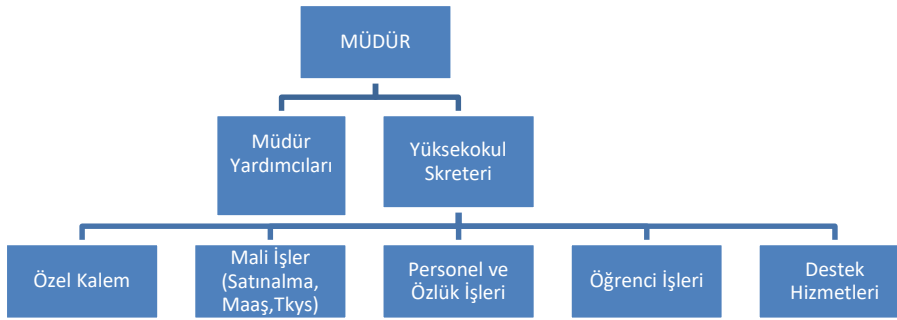 MÜDÜR
Müdür
Yardımcıları
Yüksekokul
Skreteri
Özel Kalem
Mali İşler
(Satınalma,
Maaş,Tkys)
Personel ve
Özlük İşleri
Öğrenci İşleri
Destek
Hizmetleri